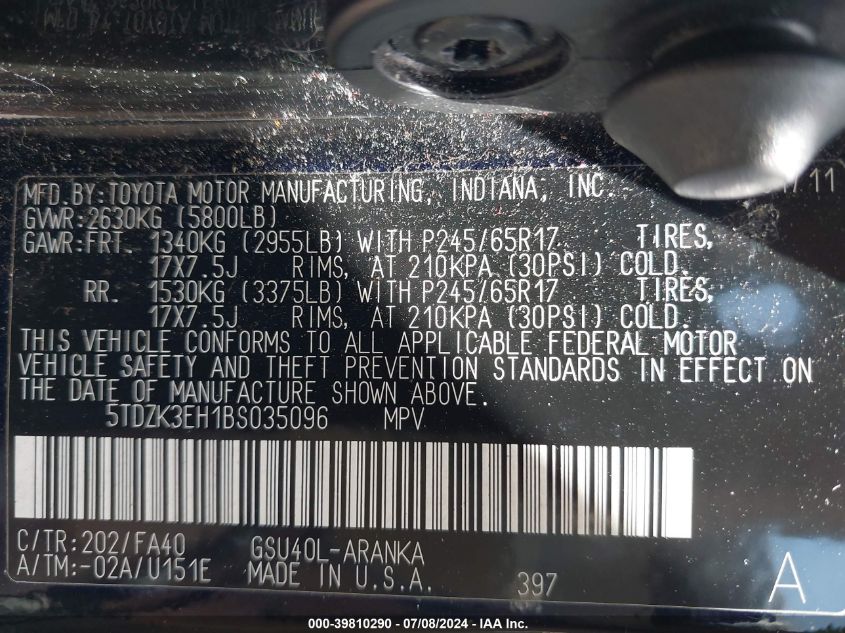 MFD.BY:TOYOTA MOTOR MANUFACTURING, INDIANA, INC. /11
GVWR:2630KG (5800LB)
GAWR:FRT. 1340KG (2955LB) WITH P245/65R17 TIRES,
17X7.5J RIMS, AT 210KPA (30PSI) COLD.
RR. 1530KG (3375LB) WITH P245/65R17 TIRES,
17X7.5J RIMS, AT 210KPA (30PSI) COLD.
THIS VEHICLE CONFORMS TO ALL APPLICABLE FEDERAL MOTOR
VEHICLE SAFETY AND THEFT PREVENTION STANDARDS IN EFFECT ON
THE DATE OF MANUFACTURE SHOWN ABOVE.
5TDZK3EH1BS035096 MPV
C/TR:202/FA40 GSU40L-ARANKA
A/TM:-02A/U151E MADE IN U.S.A. 397 A
000-39810290 - 07/08/2024 - IAA Inc.